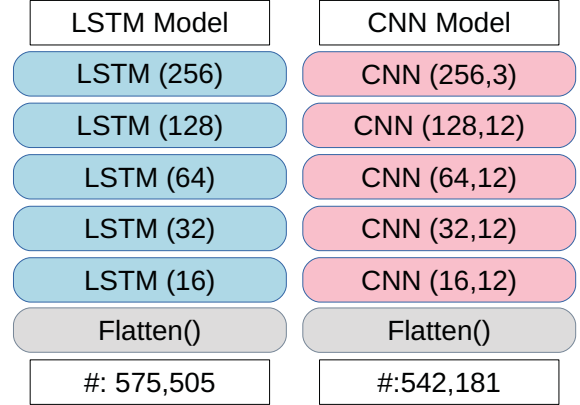 LSTM Model
LSTM (256)
LSTM (128)
LSTM (64)
LSTM (32)
LSTM (16)
Flatten()
#: 575,505
CNN Model
CNN (256,3)
CNN (128,12)
CNN (64,12)
CNN (32,12)
CNN (16,12)
Flatten()
#:542,181